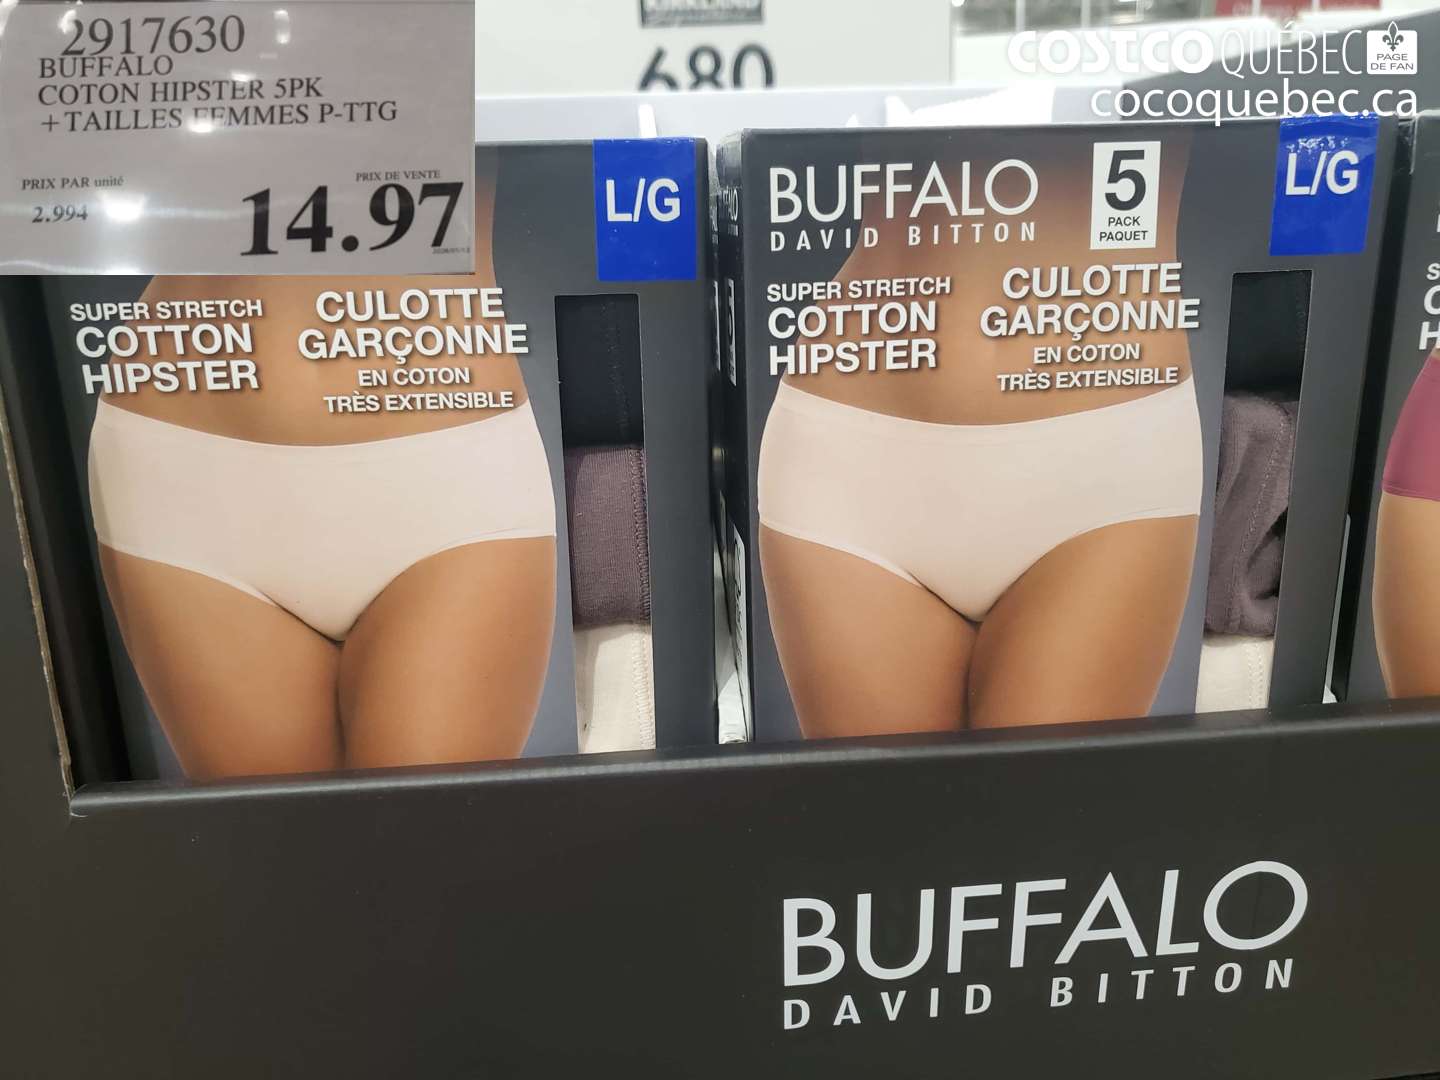 2917630
BUFFALO
COTON HIPSTER 5PK
+TAILLES FEMMES P-TTG
PRIX PAR unité
2.994
PRIX DE VENTE
14.97
KIRKLAND
680
COSTCO QUÉBEC
PAGE
DE FAN
cocoquebec.ca
L/G
SUPER STRETCH
COTTON
HIPSTER
CULOTTE
GARÇONNE
EN COTON
TRÈS EXTENSIBLE
BUFFALO
DAVID BITTON
5
PACK
PAQUET
L/G
SUPER STRETCH
COTTON
HIPSTER
CULOTTE
GARÇONNE
EN COTON
TRÈS EXTENSIBLE
BUFFALO
DAVID BITTON